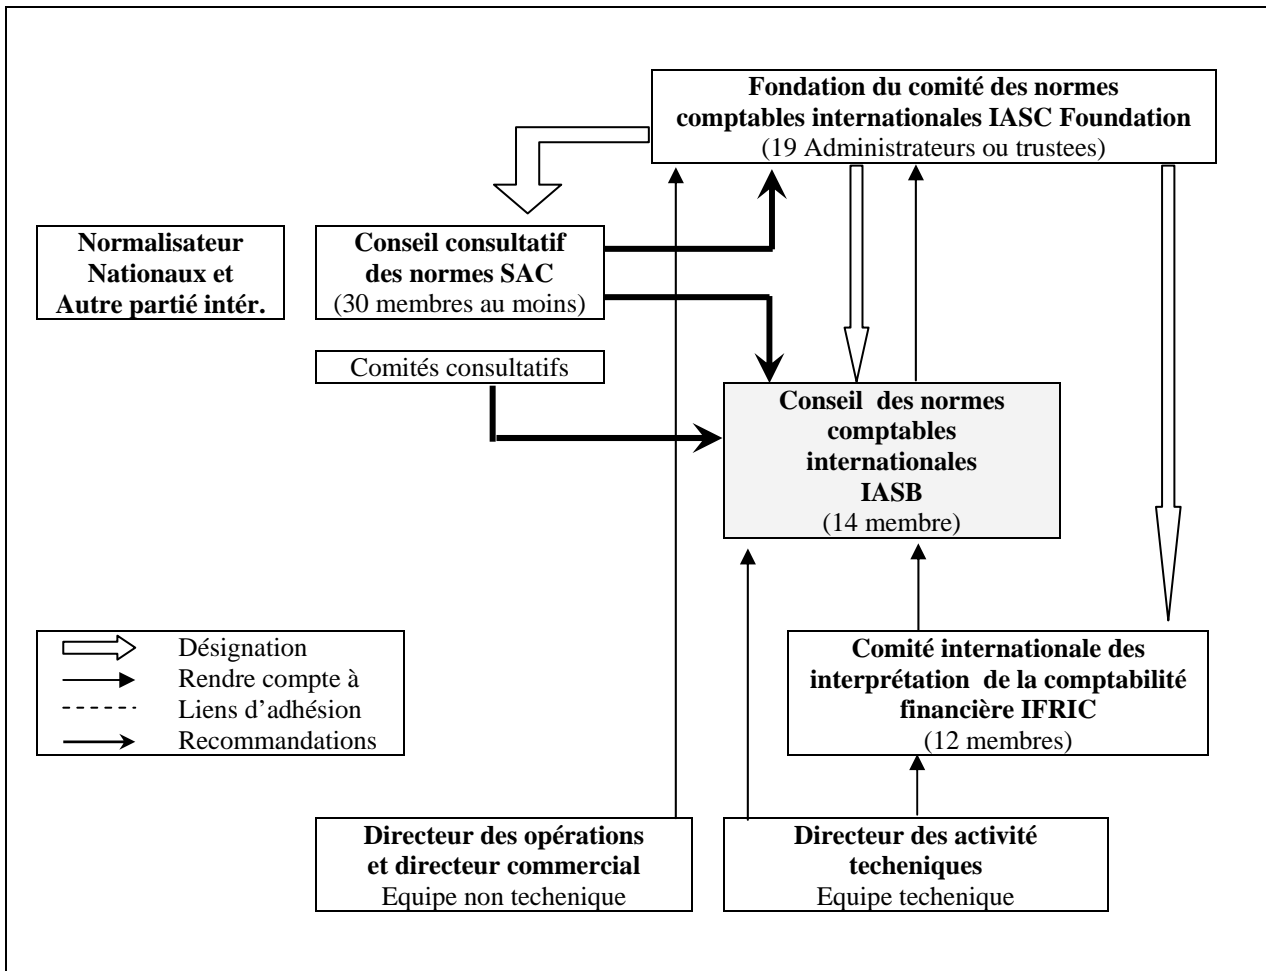 Fondation du comité des normes
comptables internationales IASC Foundation
(19 Administrateurs ou trustees)
Normalisateur
Nationaux et
Autre partié intér.
Conseil consultatif
des normes SAC
(30 membres au moins)
Comités consultatifs
Conseil des normes
comptables
internationales
IASB
(14 membre)
Désignation
Rendre compte à
Liens d’adhésion
Recommandations
Comité internationale des
interprétation de la comptabilité
financière IFRIC
(12 membres)
Directeur des opérations
et directeur commercial
Equipe non techenique
Directeur des activité
techeniques
Equipe techenique